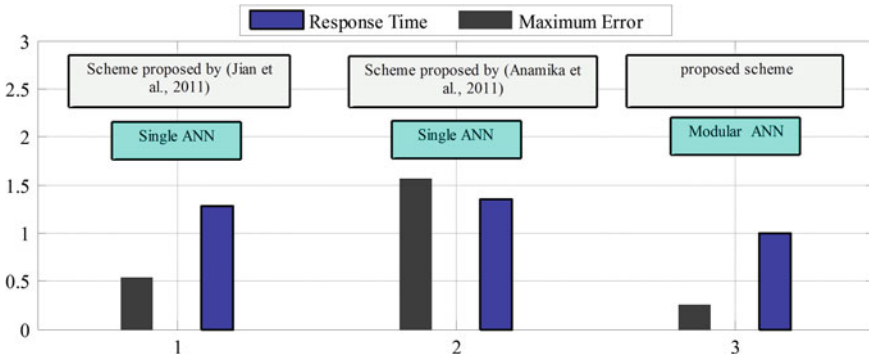 Response Time Maximum Error
3
2.5
2
1.5
1
0.5
0
Scheme proposed by (Jian et
al., 2011)
Single ANN
Scheme proposed by (Anamika et
al., 2011)
Single ANN
proposed scheme
Modular ANN
1 2 3